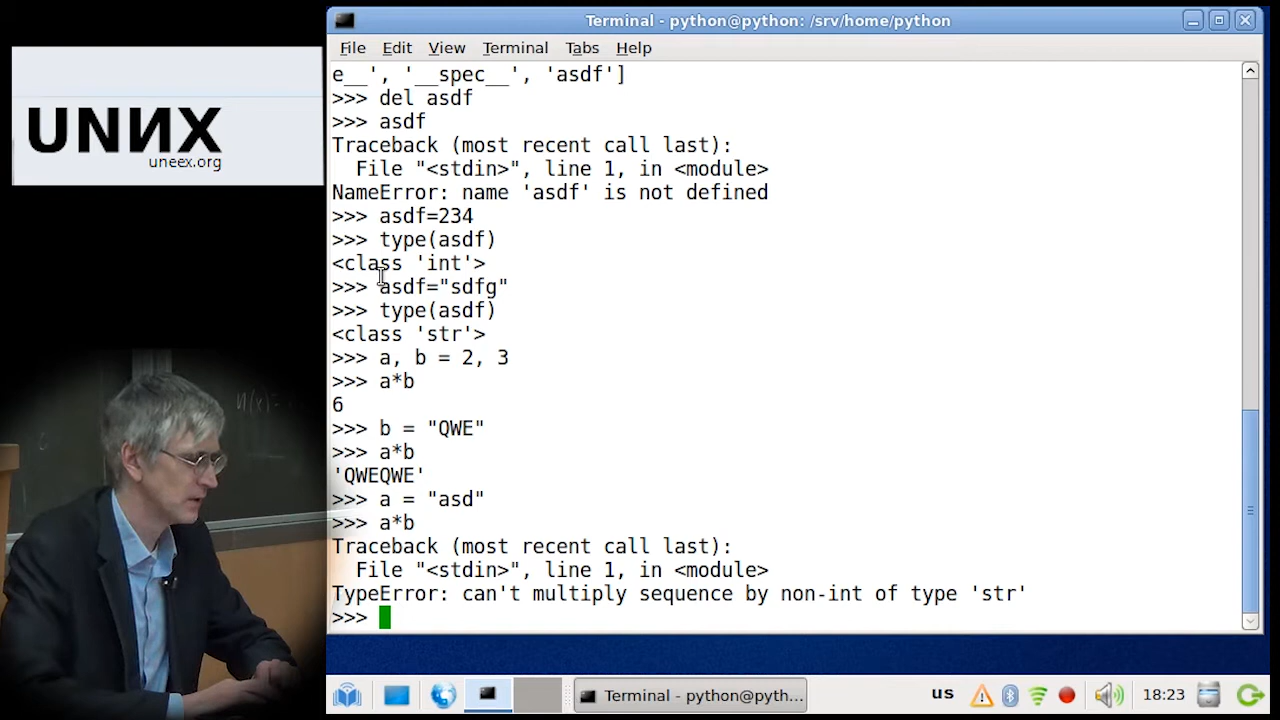 UNИX
uneex.org
Terminal - python@python: /srv/home/python
File Edit View Terminal Tabs Help
e__', '__spec__', 'asdf']
>>> del asdf
>>> asdf
Traceback (most recent call last):
  File "<stdin>", line 1, in <module>
NameError: name 'asdf' is not defined
>>> asdf=234
>>> type(asdf)
<class 'int'>
>>> asdf="sdfg"
>>> type(asdf)
<class 'str'>
>>> a, b = 2, 3
>>> a*b
6
>>> b = "QWE"
>>> a*b
'QWEQWE'
>>> a = "asd"
>>> a*b
Traceback (most recent call last):
  File "<stdin>", line 1, in <module>
TypeError: can't multiply sequence by non-int of type 'str'
>>>
Terminal - python@pyth...
us
18:23